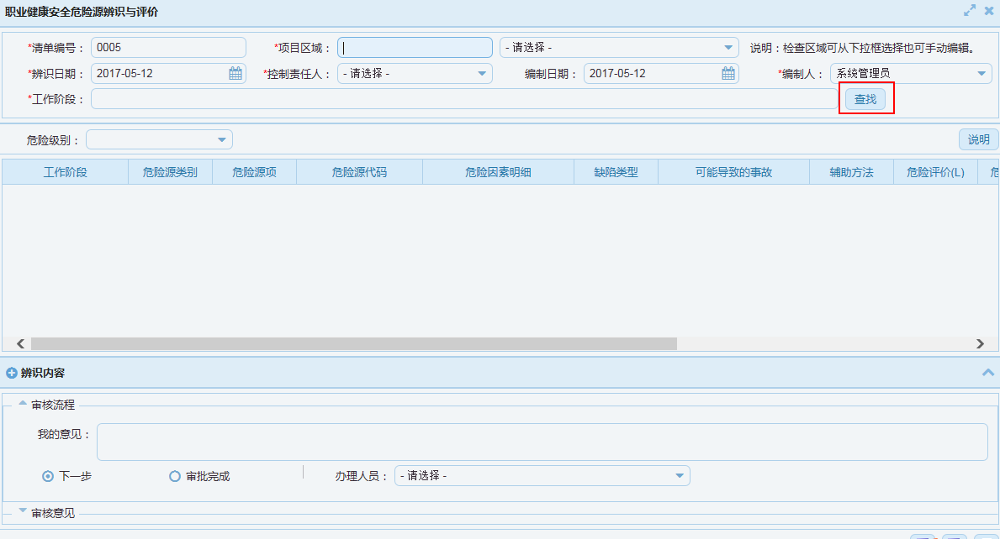 职业健康安全危险源辨识与评价
*清单编号： 0005 *项目区域： - 请选择 - 说明：检查区域可从下拉框选择也可手动编辑。
*辨识日期： 2017-05-12 *控制责任人： - 请选择 - 编制日期： 2017-05-12 *编制人： 系统管理员
*工作阶段： 查找
危险级别： 说明
工作阶段 危险源类别 危险源项 危险源代码 危险因素明细 缺陷类型 可能导致的事故 辅助方法 危险评价(L)
辨识内容
审核流程
我的意见：
下一步 审批完成 办理人员： - 请选择 -
审核意见